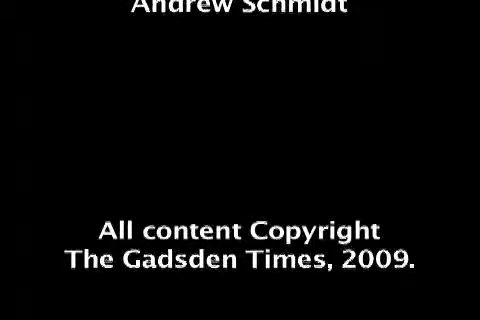 Andrew Schmidt
All content Copyright
The Gadsden Times, 2009.